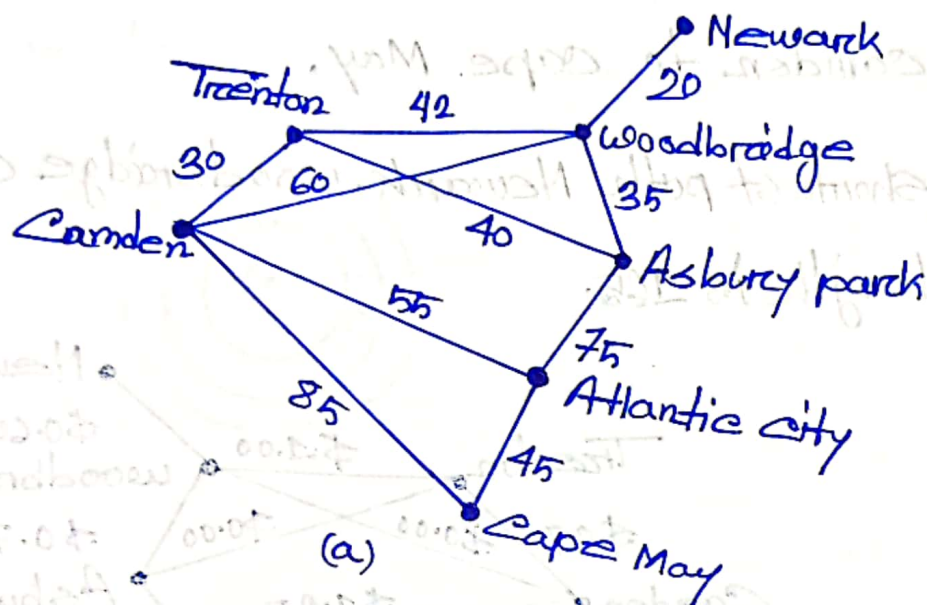 Newark
20
Trenton
42
woodbridge
30
60
35
Camden
40
Asbury park
55
75
85
Atlantic city
45
(a)
Cape May